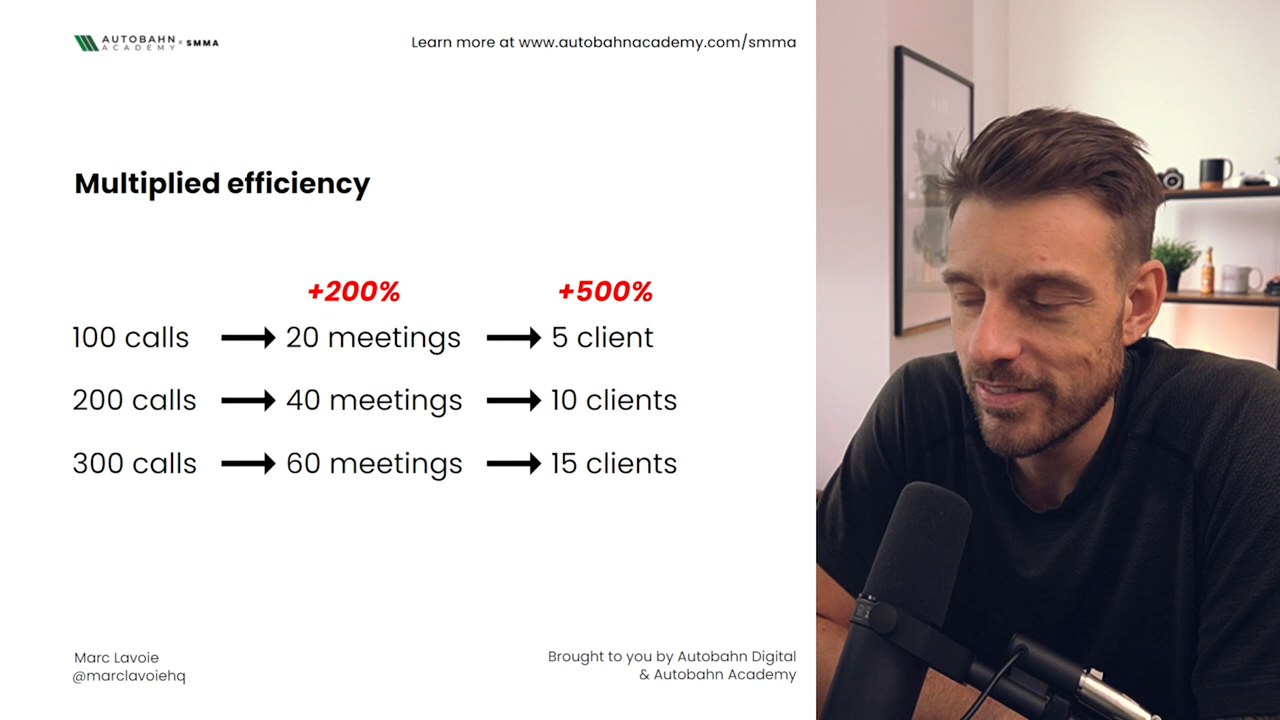 AUTOBAHN
ACADEMY × SMMA
Learn more at www.autobahnacademy.com/smma
Multiplied efficiency
+200% +500%
100 calls 20 meetings 5 client
200 calls 40 meetings 10 clients
300 calls 60 meetings 15 clients
Marc Lavoie
@marclavoiehq
Brought to you by Autobahn Digital
& Autobahn Academy